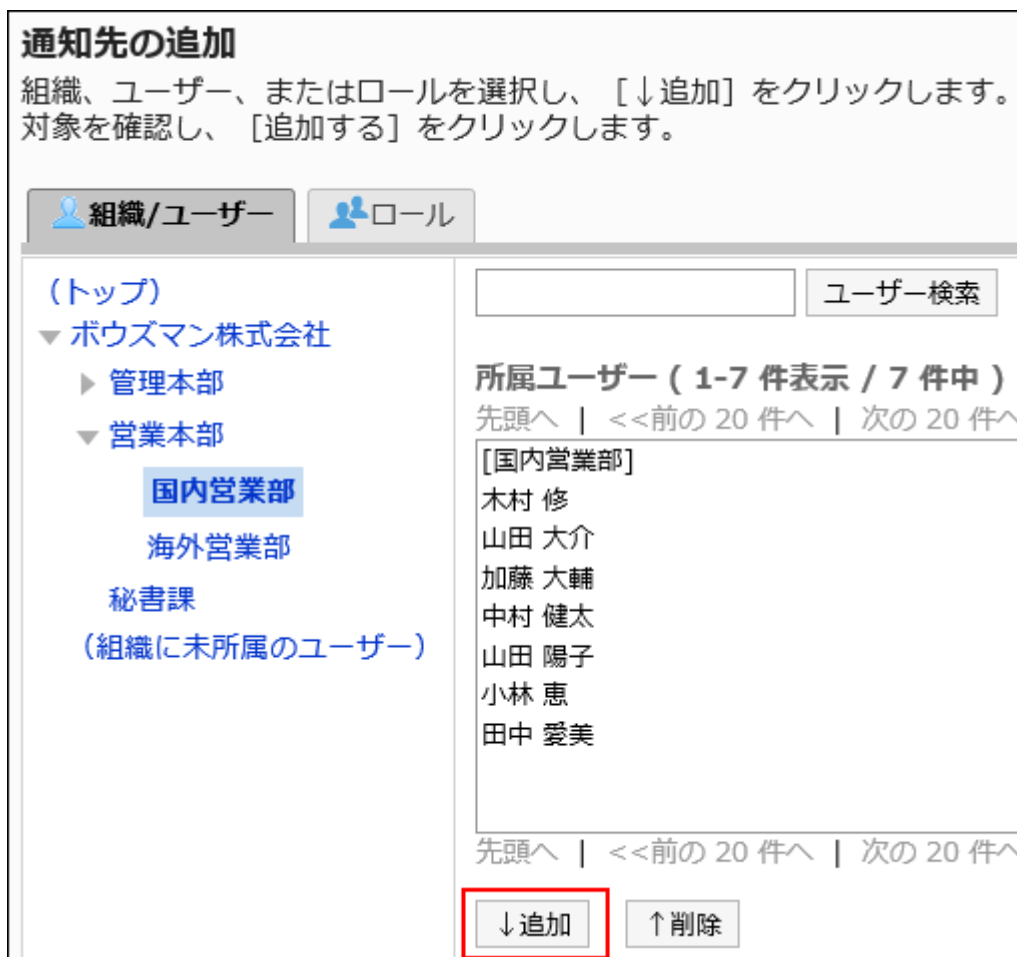 通知先の追加
組織、ユーザー、またはロールを選択し、 [↓追加] をクリックします。
対象を確認し、 [追加する] をクリックします。
組織/ユーザー ロール
(トップ)
ボウズマン株式会社
管理本部
営業本部
国内営業部
海外営業部
秘書課
(組織に未所属のユーザー)
ユーザー検索
所属ユーザー ( 1-7 件表示 / 7 件中 )
先頭へ | <<前の 20 件へ | 次の 20 件へ
[国内営業部]
木村 修
山田 大介
加藤 大輔
中村 健太
山田 陽子
小林 恵
田中 愛美
先頭へ | <<前の 20 件へ | 次の 20 件へ
↓追加 ↑削除